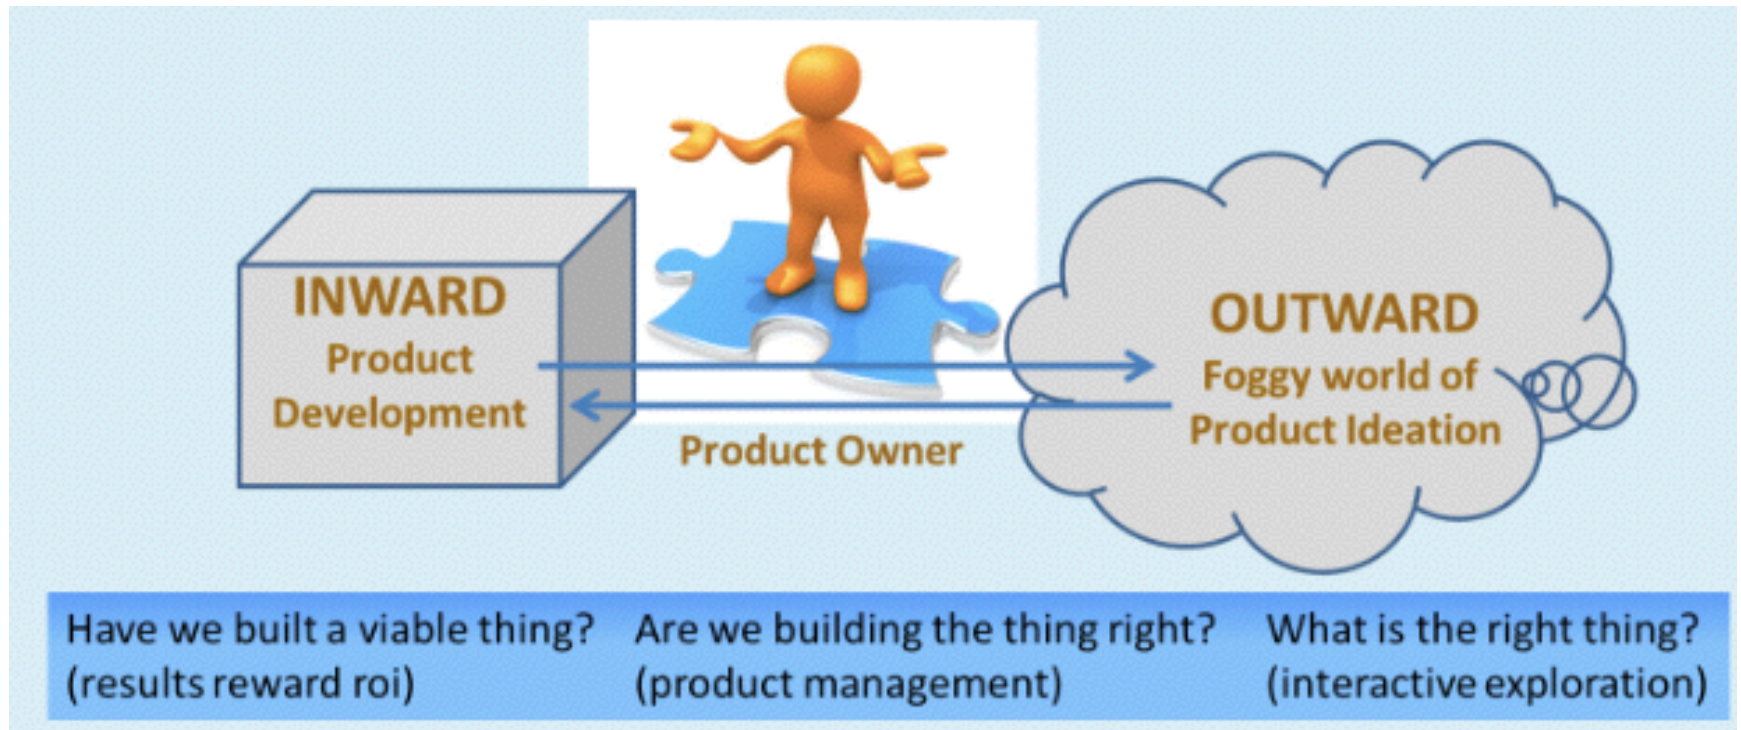 INWARD
Product
Development
Product Owner
OUTWARD
Foggy world of
Product Ideation
Have we built a viable thing?
(results reward roi)
Are we building the thing right?
(product management)
What is the right thing?
(interactive exploration)